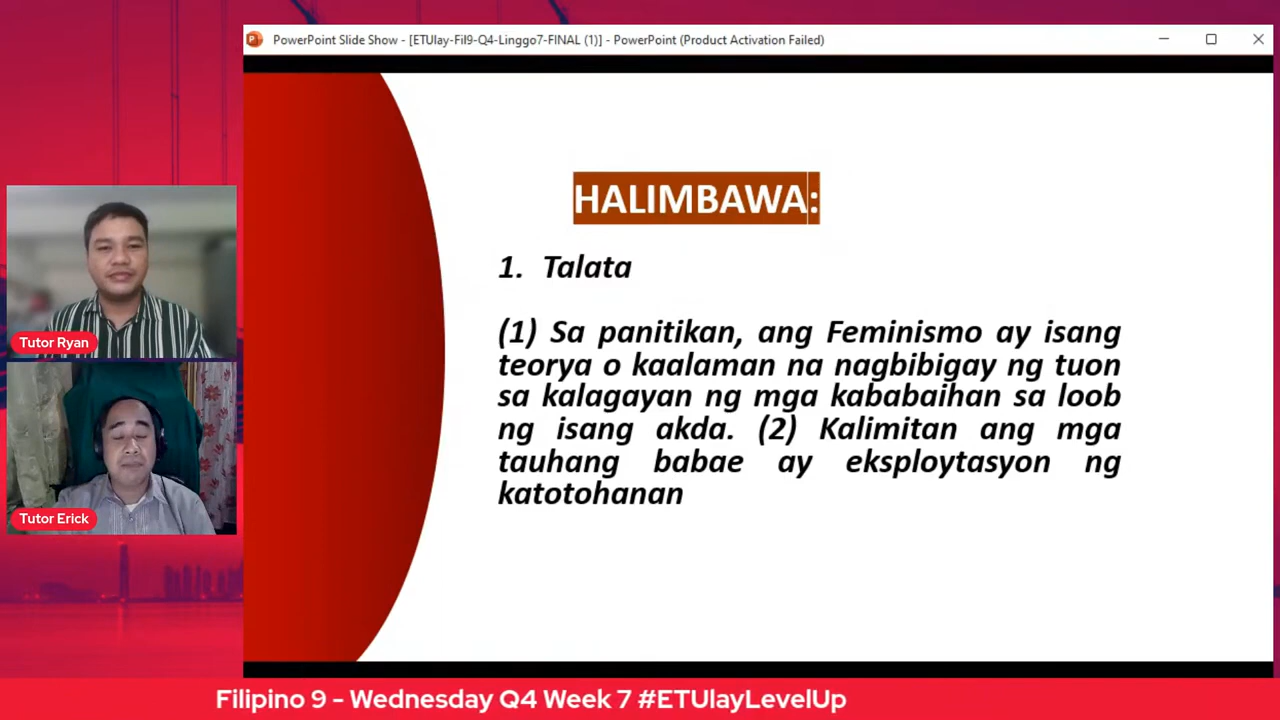 PowerPoint Slide Show - [ETUlay-Fil9-Q4-Linggo7-FINAL (1)] - PowerPoint (Product Activation Failed)
HALIMBAWA:
1. Talata
(1) Sa panitikan, ang Feminismo ay isang
teorya o kaalaman na nagbibigay ng tuon
sa kalagayan ng mga kababaihan sa loob
ng isang akda. (2) Kalimitan ang mga
tauhang babae ay eksploytasyon ng
katotohanan
Tutor Ryan
Tutor Erick
Filipino 9 - Wednesday Q4 Week 7 #ETUlayLevelUp